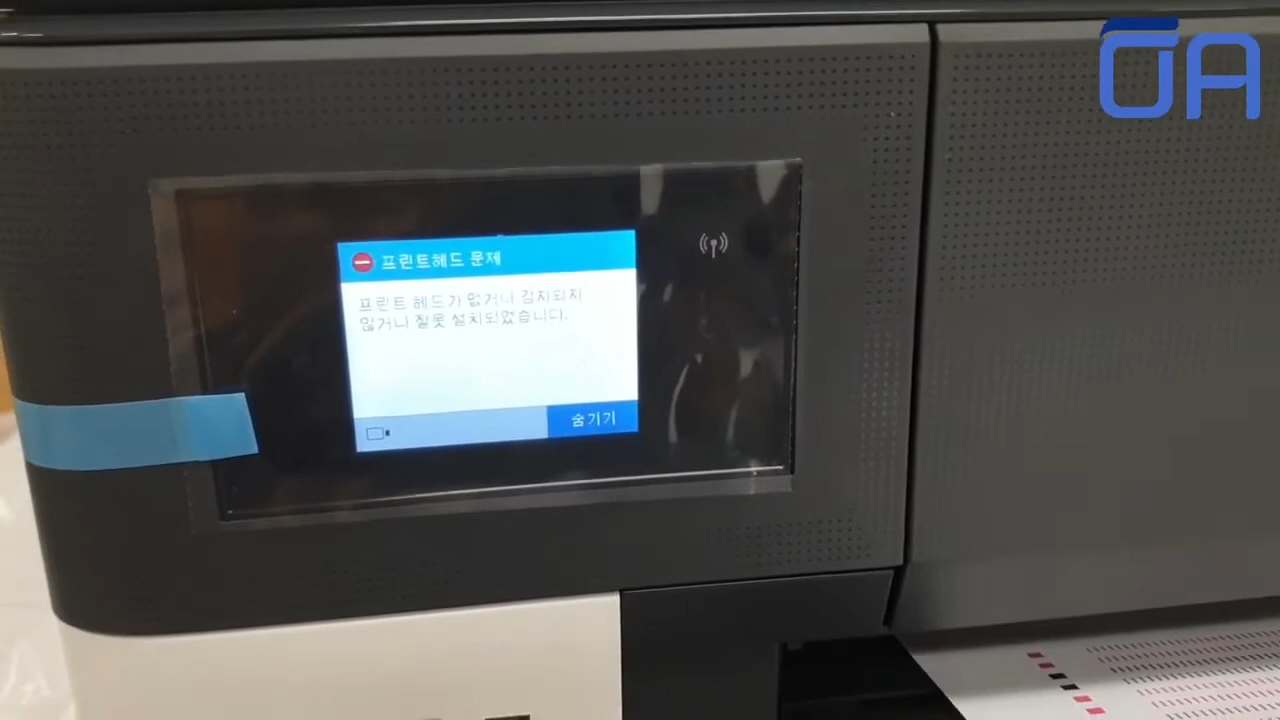 OA
프린트헤드 문제
프린트 헤드가 없거나 감지되지
않거나 잘못 설치되었습니다.
숨기기